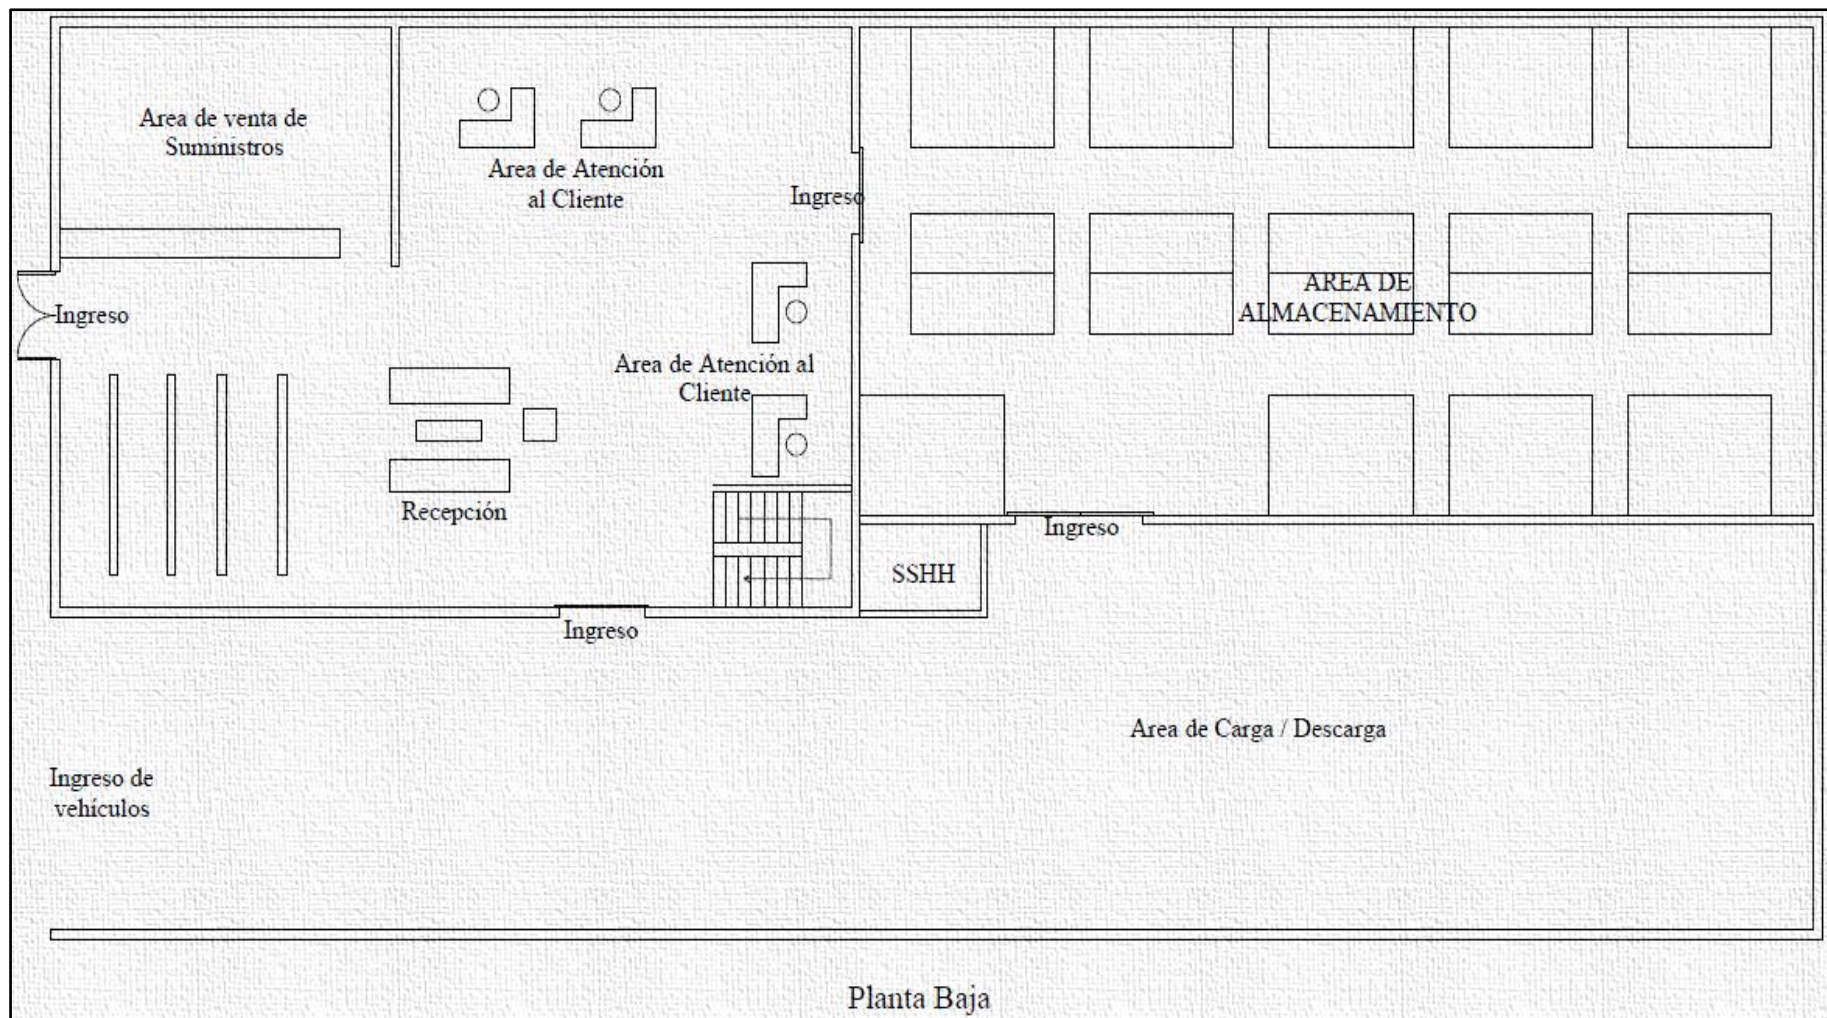 Area de venta de
Suministros
Area de Atención
al Cliente
Ingreso
Ingreso
AREA DE
ALMACENAMIENTO
Area de Atención al
Cliente
Recepción
Ingreso
SSHH
Ingreso
Area de Carga / Descarga
Ingreso de
vehículos
Planta Baja